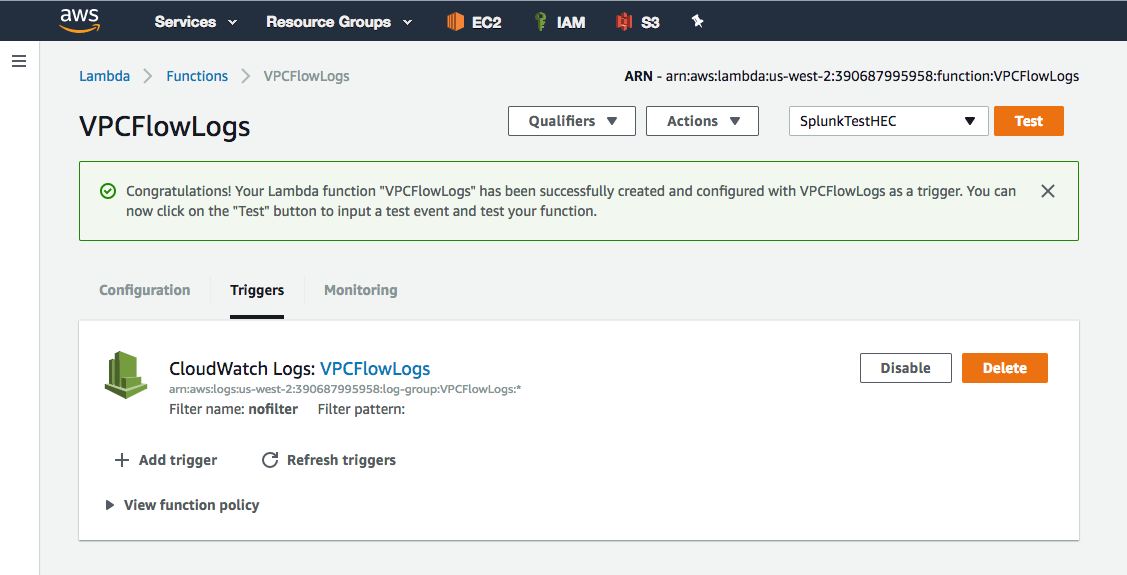 aws Services Resource Groups EC2 IAM S3
Lambda Functions VPCFlowLogs ARN - arn:aws:lambda:us-west-2:390687995958:function:VPCFlowLogs
VPCFlowLogs Qualifiers Actions SplunkTestHEC Test
Congratulations! Your Lambda function "VPCFlowLogs" has been successfully created and configured with VPCFlowLogs as a trigger. You can
now click on the "Test" button to input a test event and test your function.
Configuration Triggers Monitoring
CloudWatch Logs: VPCFlowLogs Disable Delete
arn:aws:logs:us-west-2:390687995958:log-group:VPCFlowLogs:*
Filter name: nofilter Filter pattern:
Add trigger Refresh triggers
View function policy